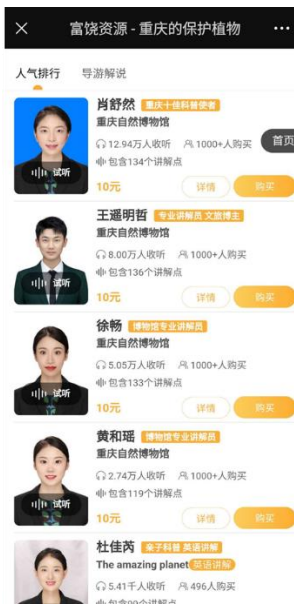 富饶资源 - 重庆的保护植物
人气排行 导游解说
肖舒然 重庆十佳科普使者
重庆自然博物馆
12.94万人收听 1000+人购买
首页
包含134个讲解点
试听
10元 详情 购买
王遥明哲 专业讲解员 文旅博主
重庆自然博物馆
8.00万人收听 1000+人购买
包含136个讲解点
试听
10元 详情 购买
徐畅 博物馆专业讲解员
重庆自然博物馆
5.05万人收听 1000+人购买
包含133个讲解点
试听
10元 详情 购买
黄和瑶 博物馆专业讲解员
重庆自然博物馆
2.74万人收听 1000+人购买
包含119个讲解点
试听
10元 详情 购买
杜佳芮 亲子科普 英语讲解
The amazing planet 英语讲解
5.41千人收听 496人购买